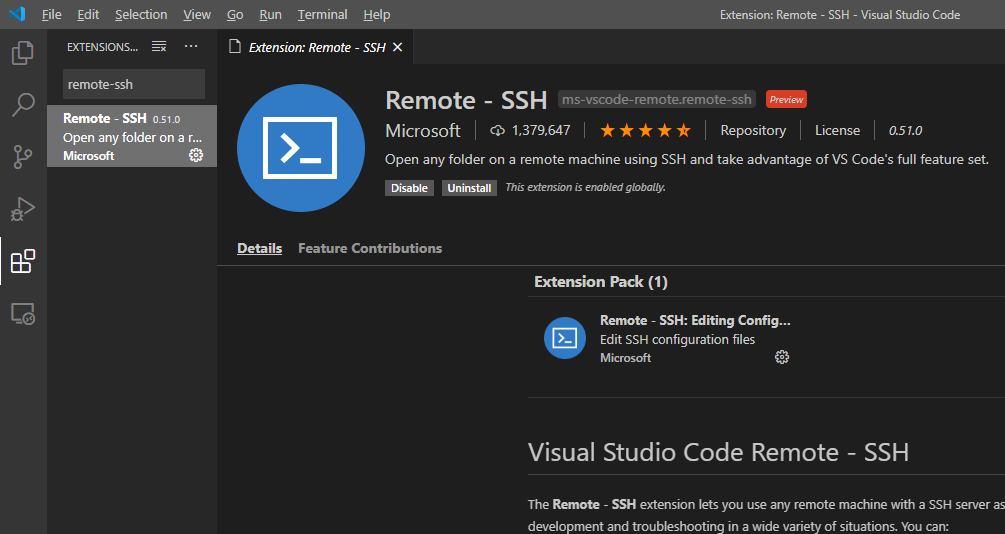 File Edit Selection View Go Run Terminal Help Extension: Remote - SSH - Visual Studio Code
EXTENSIONS... ···
Extension: Remote - SSH
remote-ssh
Remote - SSH 0.51.0
Open any folder on a r...
Microsoft
Remote - SSH ms-vscode-remote.remote-ssh Preview
Microsoft 1,379,647 Repository License 0.51.0
Open any folder on a remote machine using SSH and take advantage of VS Code's full feature set.
Disable Uninstall This extension is enabled globally.
Details Feature Contributions
Extension Pack (1)
Remote - SSH: Editing Config...
Edit SSH configuration files
Microsoft
Visual Studio Code Remote - SSH
The Remote - SSH extension lets you use any remote machine with a SSH server as
development and troubleshooting in a wide variety of situations. You can: